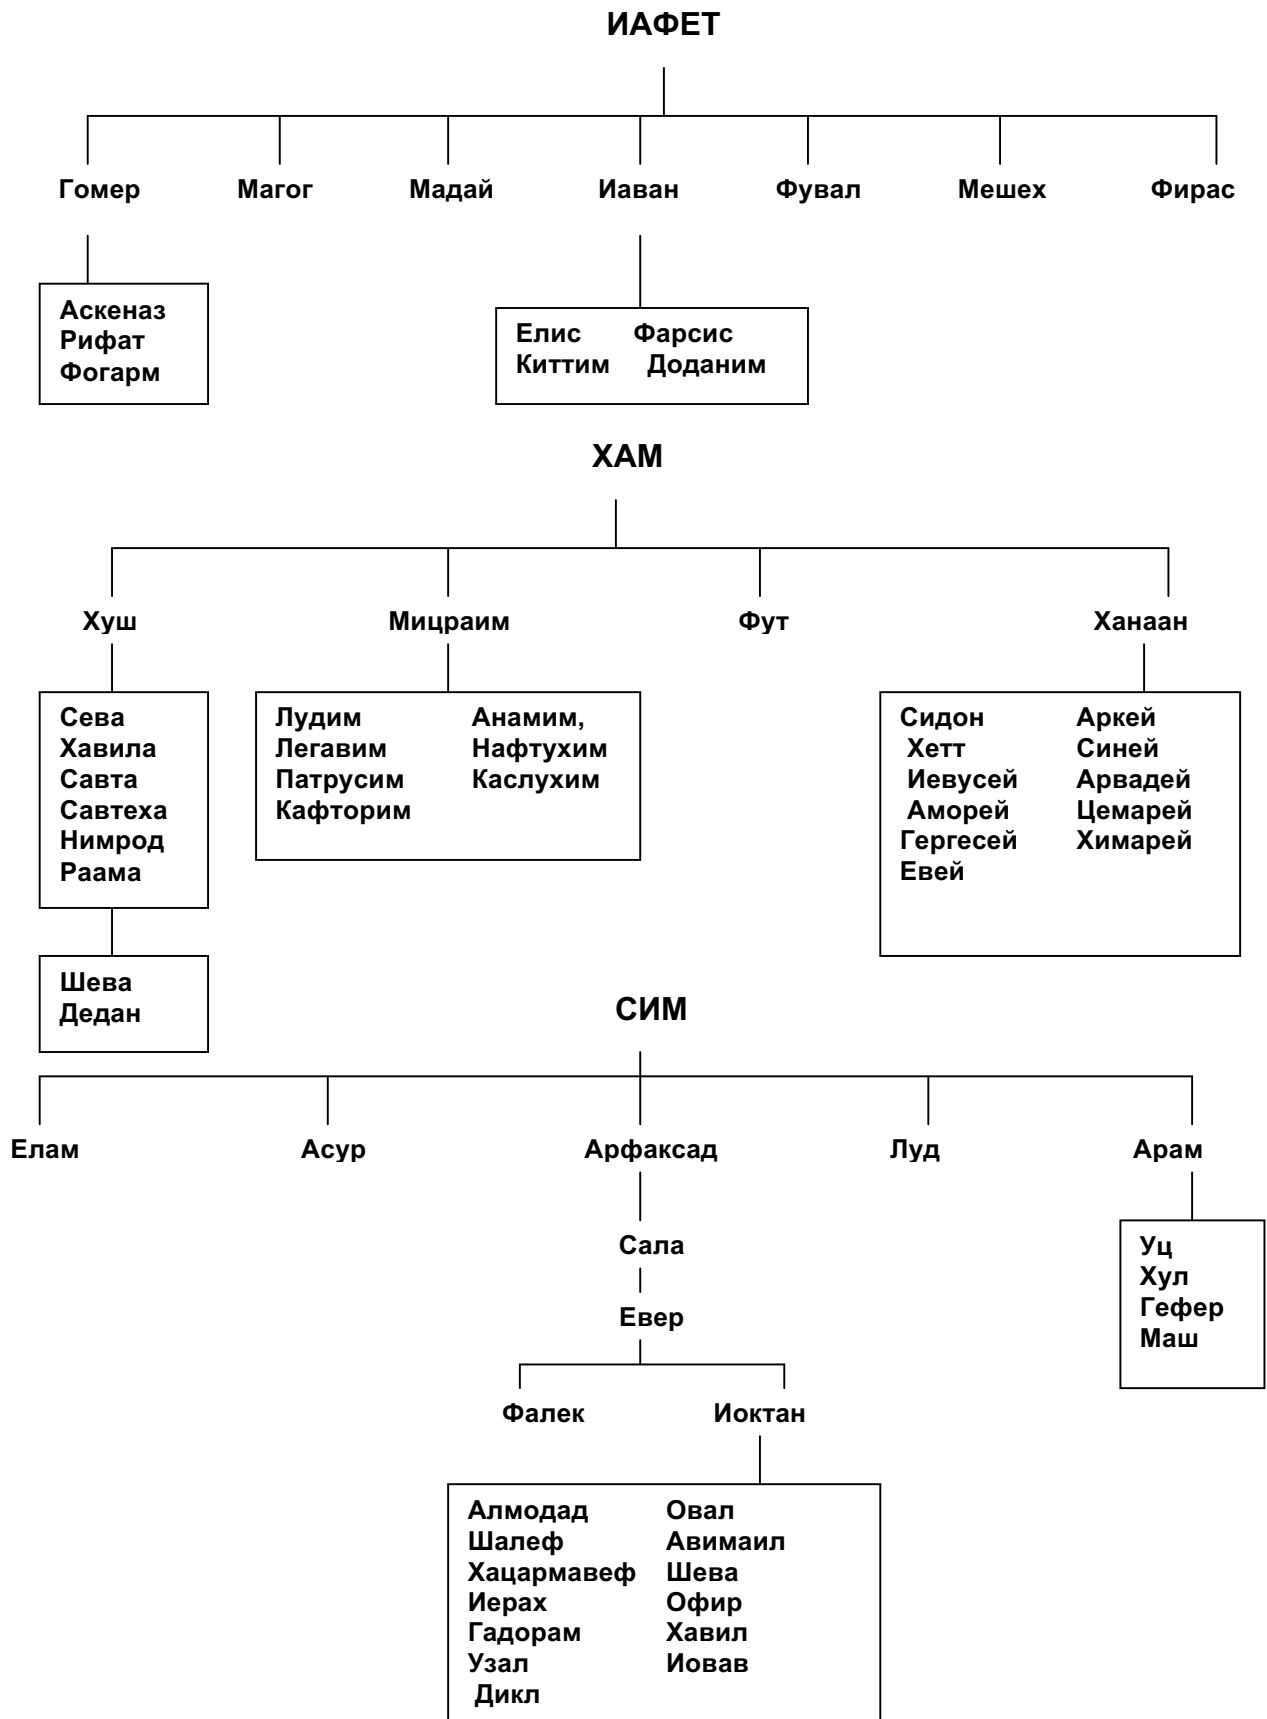 ИАФЕТ
Гомер Магог Мадай Иаван Фувал Мешех Фирас
Аскеназ
Рифат
Фогарм
Елис Фарсис
Киттим Доданим
ХАМ
Хуш Мицраим Фут Ханаан
Сева
Хавила
Савта
Савтеха
Нимрод
Раама
Лудим Анамим,
Легавим Нафтухим
Патрусим Каслухим
Кафторим
Сидон Аркей
Хетт Синей
Иевусей Арвадей
Аморей Цемарей
Гергесей Химарей
Евей
Шева
Дедан
СИМ
Елам Асур Арфаксад Луд Арам
Сала
Евер
Уц
Хул
Гефер
Маш
Фалек Иоктан
Алмодад Овал
Шалеф Авимаил
Хацармавеф Шева
Иерах Офир
Гадорам Хавил
Узал Иовав
Дикл